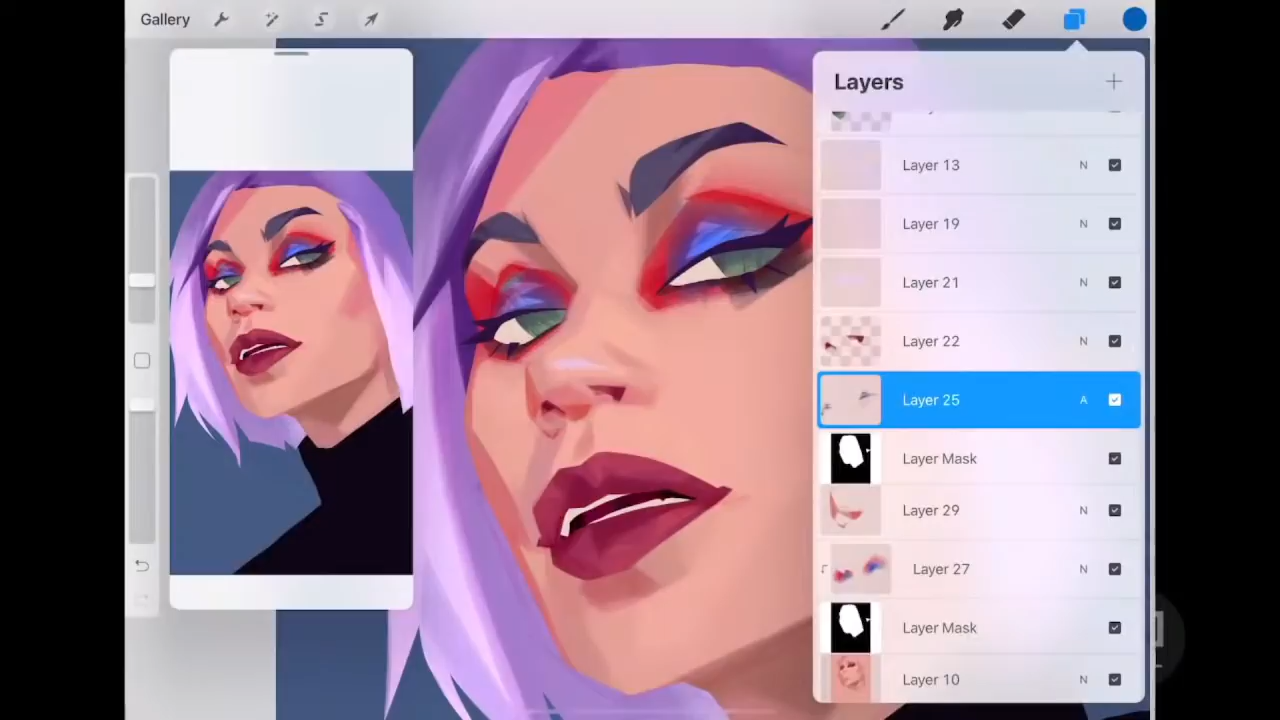 Gallery
Layers
Layer 13 N
Layer 19 N
Layer 21 N
Layer 22 N
Layer 25 A
Layer Mask
Layer 29 N
Layer 27 N
Layer Mask
Layer 10 N